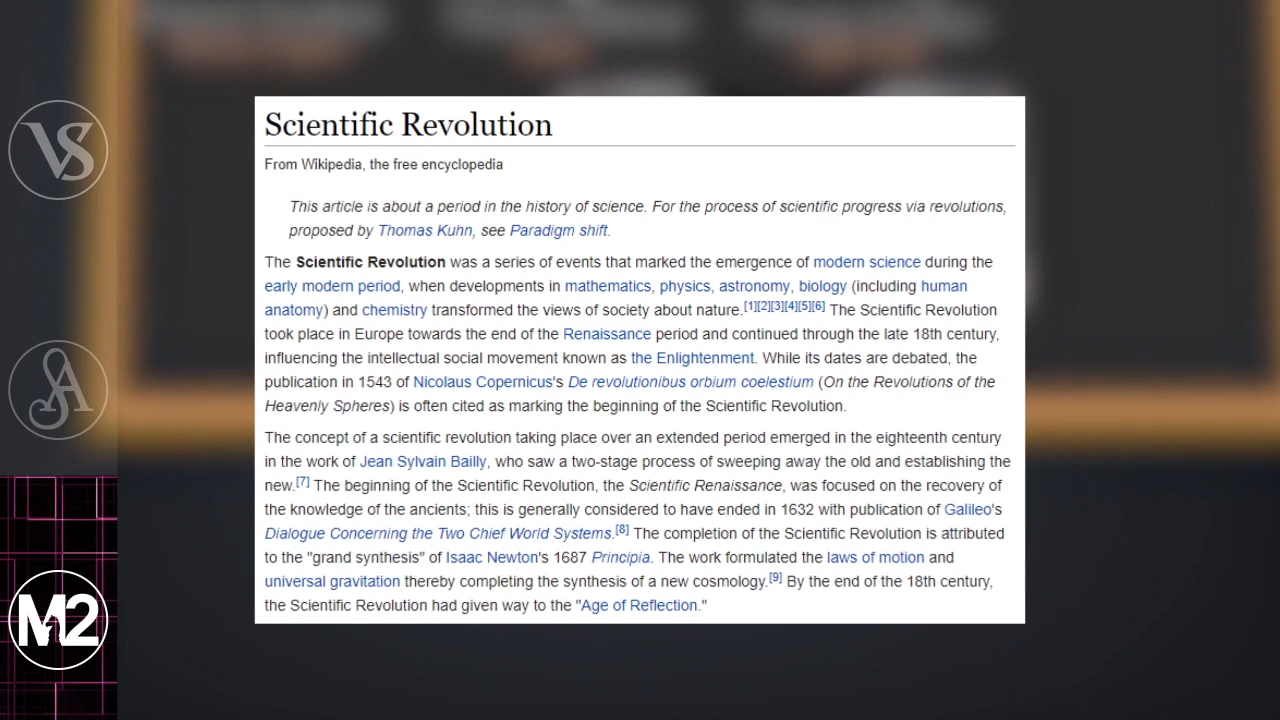 Scientific Revolution
From Wikipedia, the free encyclopedia
This article is about a period in the history of science. For the process of scientific progress via revolutions,
proposed by Thomas Kuhn, see Paradigm shift.
The Scientific Revolution was a series of events that marked the emergence of modern science during the
early modern period, when developments in mathematics, physics, astronomy, biology (including human
anatomy) and chemistry transformed the views of society about nature.[1][2][3][4][5][6] The Scientific Revolution
took place in Europe towards the end of the Renaissance period and continued through the late 18th century,
influencing the intellectual social movement known as the Enlightenment. While its dates are debated, the
publication in 1543 of Nicolaus Copernicus's De revolutionibus orbium coelestium (On the Revolutions of the
Heavenly Spheres) is often cited as marking the beginning of the Scientific Revolution.
The concept of a scientific revolution taking place over an extended period emerged in the eighteenth century
in the work of Jean Sylvain Bailly, who saw a two-stage process of sweeping away the old and establishing the
new.[7] The beginning of the Scientific Revolution, the Scientific Renaissance, was focused on the recovery of
the knowledge of the ancients; this is generally considered to have ended in 1632 with publication of Galileo's
Dialogue Concerning the Two Chief World Systems.[8] The completion of the Scientific Revolution is attributed
to the "grand synthesis" of Isaac Newton's 1687 Principia. The work formulated the laws of motion and
universal gravitation thereby completing the synthesis of a new cosmology.[9] By the end of the 18th century,
the Scientific Revolution had given way to the "Age of Reflection."
VS
M2